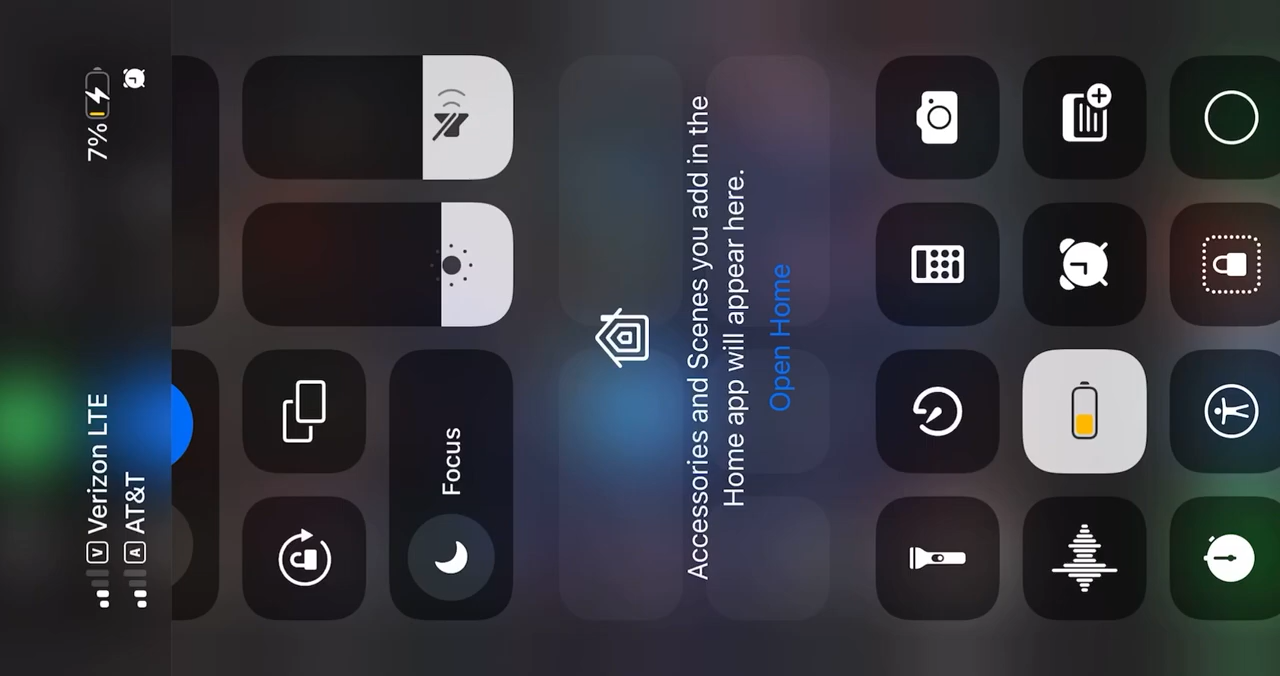 V Verizon LTE
7%
A AT&T
Focus
Accessories and Scenes you add in the
Home app will appear here.
Open Home